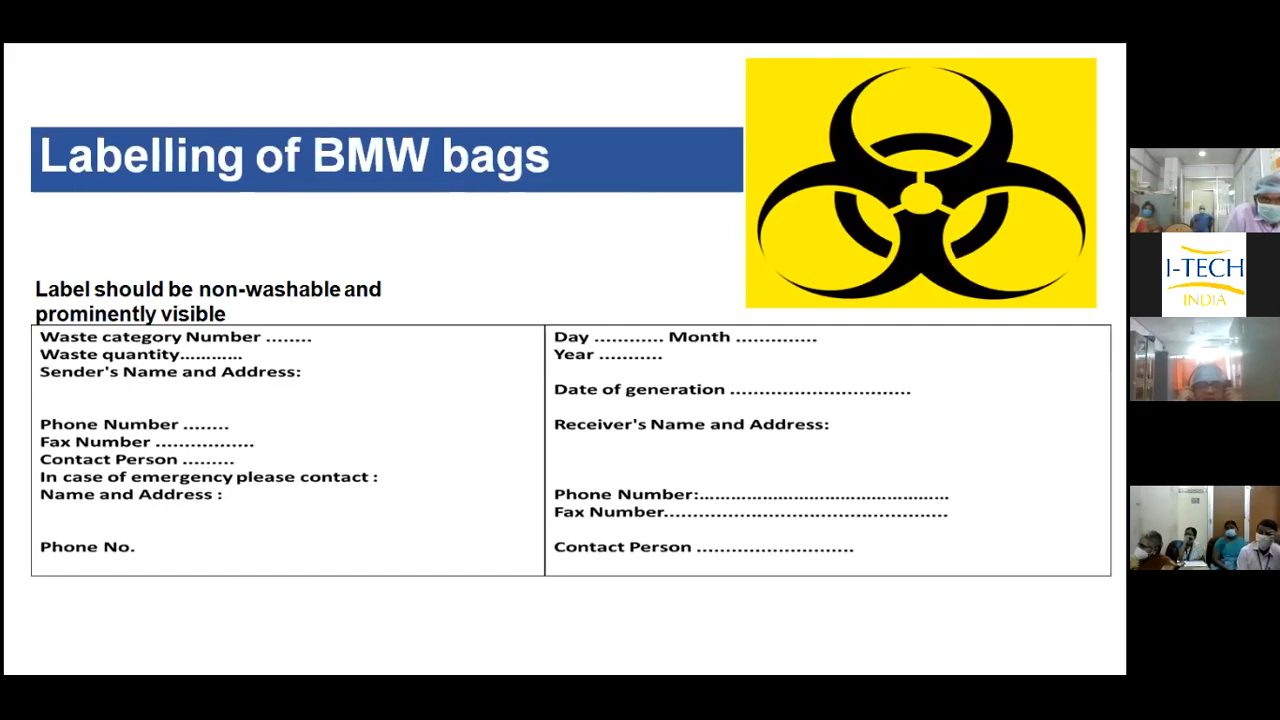 Labelling of BMW bags
Label should be non-washable and
prominently visible
Waste category Number ........
Waste quantity...........
Sender's Name and Address:
Phone Number ........
Fax Number .................
Contact Person .........
In case of emergency please contact :
Name and Address :
Phone No.
Day ............ Month ..............
Year ...........
Date of generation ...............................
Receiver's Name and Address:
Phone Number:...........................................
Fax Number................................................
Contact Person ...........................
I-TECH
INDIA